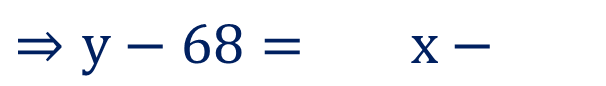 ⇒ y − 68 = x −